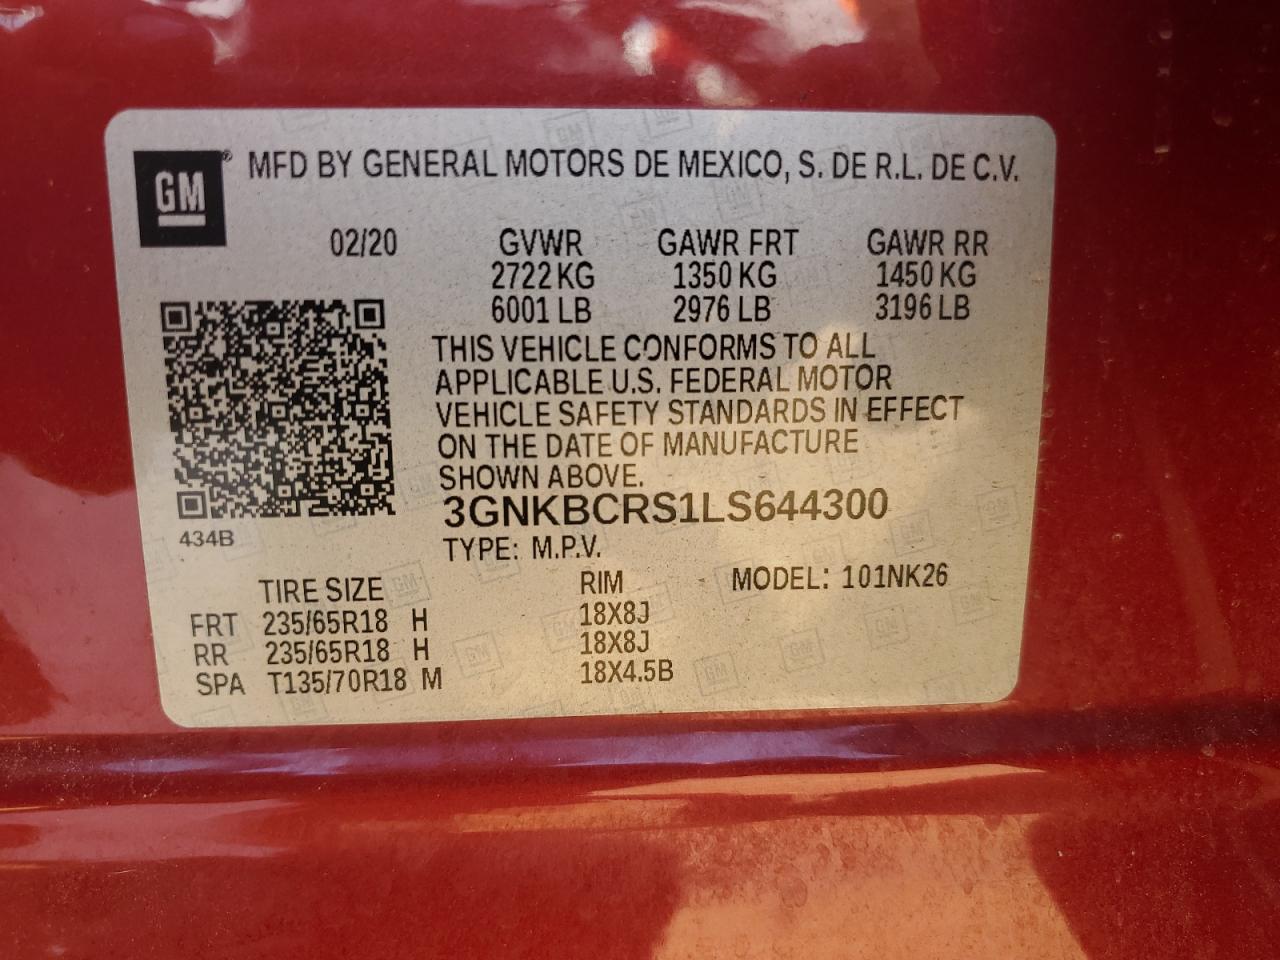 GM® MFD BY GENERAL MOTORS DE MEXICO, S. DE R.L. DE C.V.
02/20 GVWR GAWR FRT GAWR RR
2722 KG 1350 KG 1450 KG
6001 LB 2976 LB 3196 LB
THIS VEHICLE CONFORMS TO ALL
APPLICABLE U.S. FEDERAL MOTOR
VEHICLE SAFETY STANDARDS IN EFFECT
ON THE DATE OF MANUFACTURE
SHOWN ABOVE.
3GNKBCRS1LS644300
434B
TYPE: M.P.V.
TIRE SIZE RIM MODEL: 101NK26
FRT 235/65R18 H 18X8J
RR 235/65R18 H 18X8J
SPA T135/70R18 M 18X4.5B